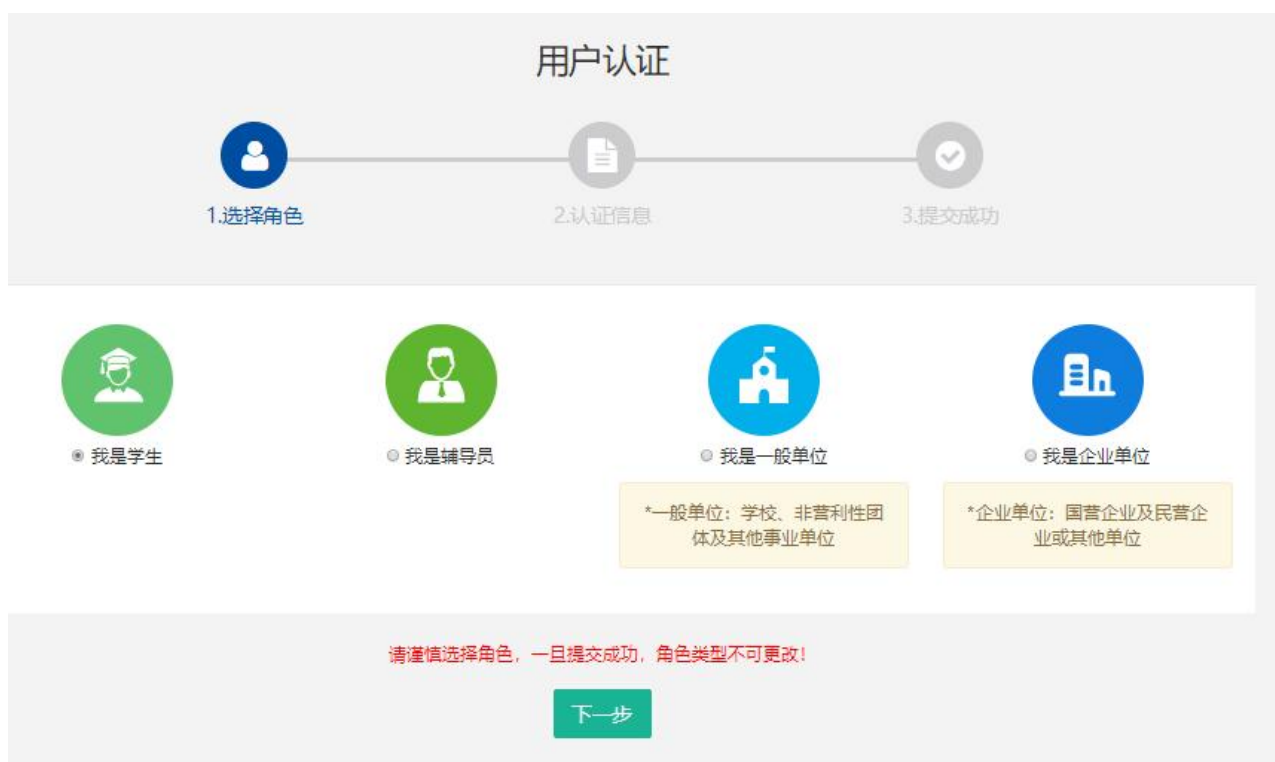 用户认证
1.选择角色
2.认证信息
3.提交成功
我是学生
我是辅导员
我是一般单位
我是企业单位
*一般单位：学校、非营利性团
体及其他事业单位
*企业单位：国营企业及民营企
业或其他单位
请谨慎选择角色，一旦提交成功，角色类型不可更改！
下一步